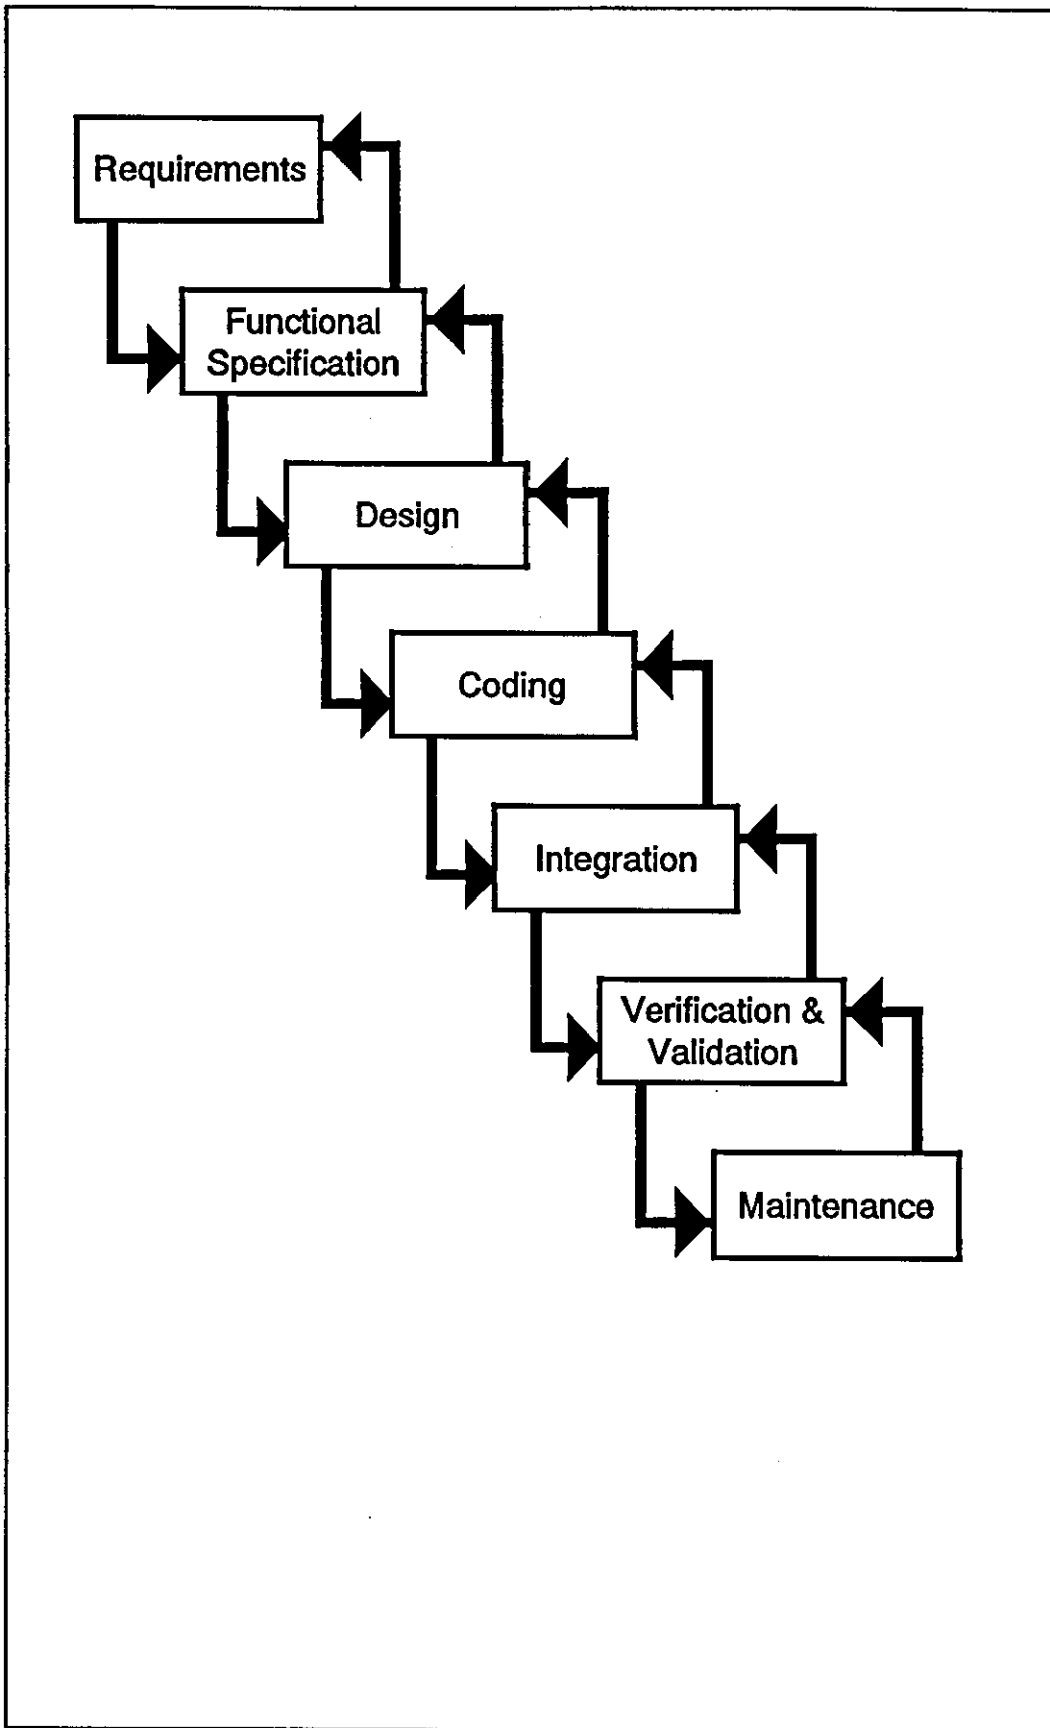 Requirements
Functional
Specification
Design
Coding
Integration
Verification &
Validation
Maintenance